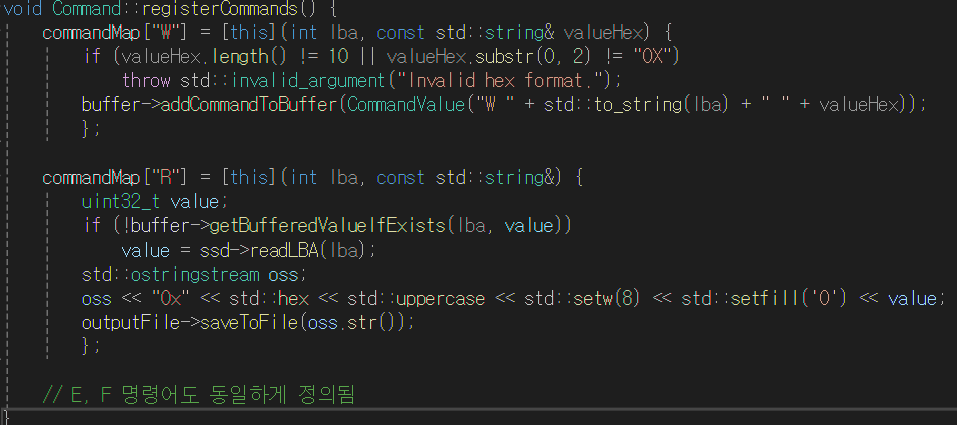 void Command::registerCommands() {
    commandMap["W"] = [this](int lba, const std::string& valueHex) {
        if (valueHex.length() != 10 || valueHex.substr(0, 2) != "0X")
            throw std::invalid_argument("Invalid hex format.");
        buffer->addCommandToBuffer(CommandValue("W " + std::to_string(lba) + " " + valueHex));
        };
    commandMap["R"] = [this](int lba, const std::string&) {
        uint32_t value;
        if (!buffer->getBufferedValueIfExists(lba, value))
            value = ssd->readLBA(lba);
        std::ostringstream oss;
        oss << "0x" << std::hex << std::uppercase << std::setw(8) << std::setfill('0') << value;
        outputFile->saveToFile(oss.str());
        };
    // E, F 명령어도 동일하게 정의됨
}